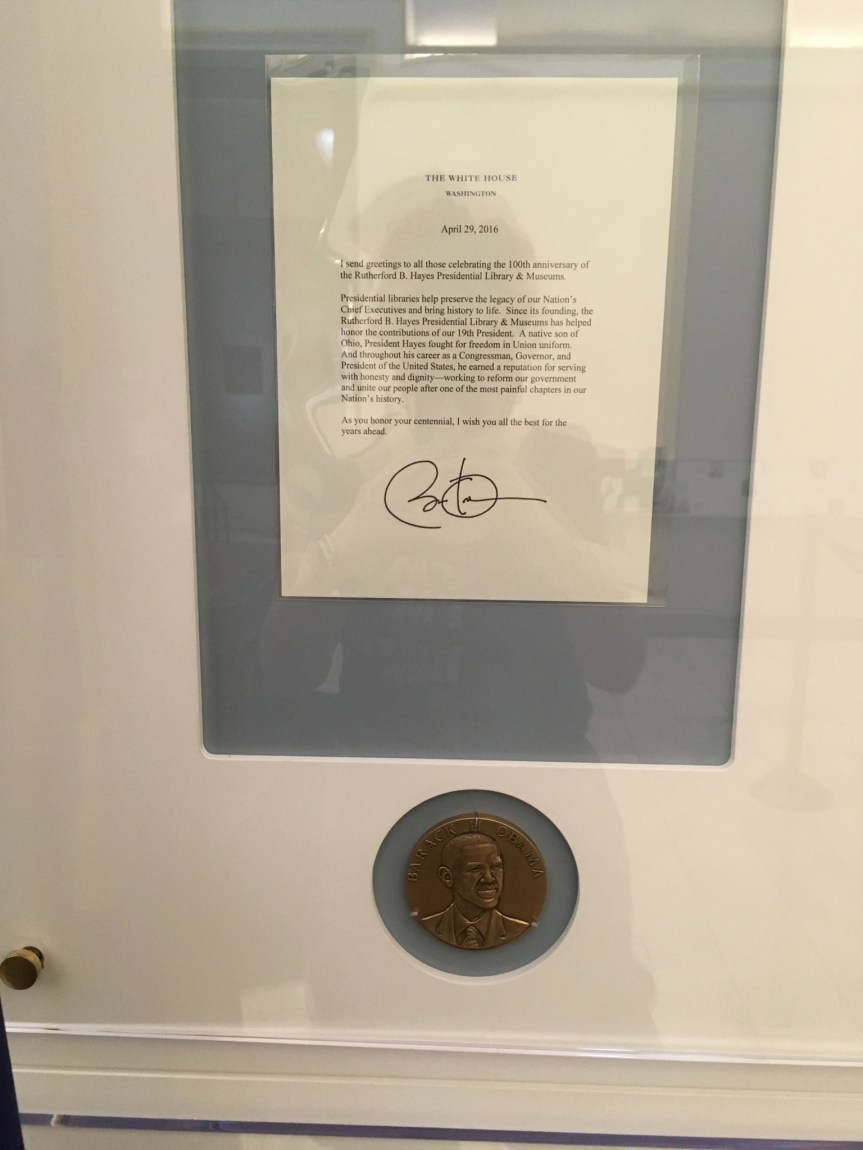 THE WHITE HOUSE
WASHINGTON
April 29, 2016
I send greetings to all those celebrating the 100th anniversary of
the Rutherford B. Hayes Presidential Library & Museums.
Presidential libraries help preserve the legacy of our Nation's
Chief Executives and bring history to life. Since its founding, the
Rutherford B. Hayes Presidential Library & Museums has helped
honor the contributions of our 19th President. A native son of
Ohio, President Hayes fought for freedom in Union uniform.
And throughout his career as a Congressman, Governor, and
President of the United States, he earned a reputation for serving
with honesty and dignity—working to reform our government
and unite our people after one of the most painful chapters in our
Nation's history.
As you honor your centennial, I wish you all the best for the
years ahead.
BARACK H OBAMA